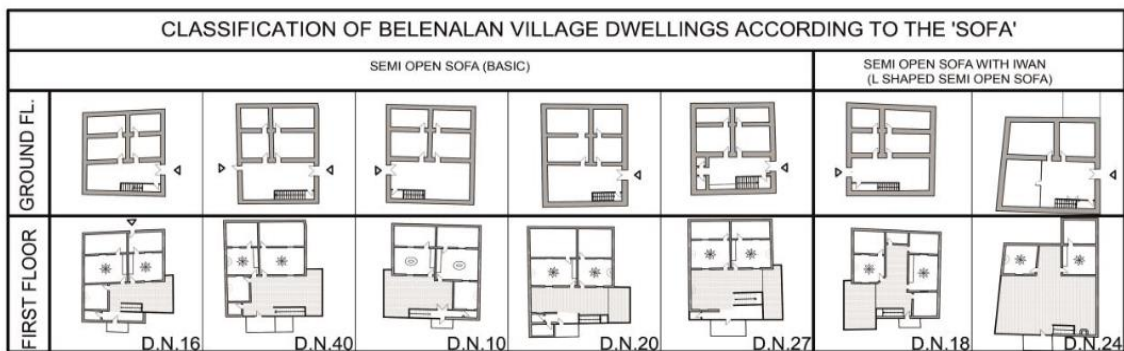 CLASSIFICATION OF BELENALAN VILLAGE DWELLINGS ACCORDING TO THE 'SOFA'
SEMI OPEN SOFA (BASIC)
SEMI OPEN SOFA WITH IWAN
(L SHAPED SEMI OPEN SOFA)
GROUND FL.
FIRST FLOOR
D.N.16
D.N.40
D.N.10
D.N.20
D.N.27
D.N.18
D.N.24